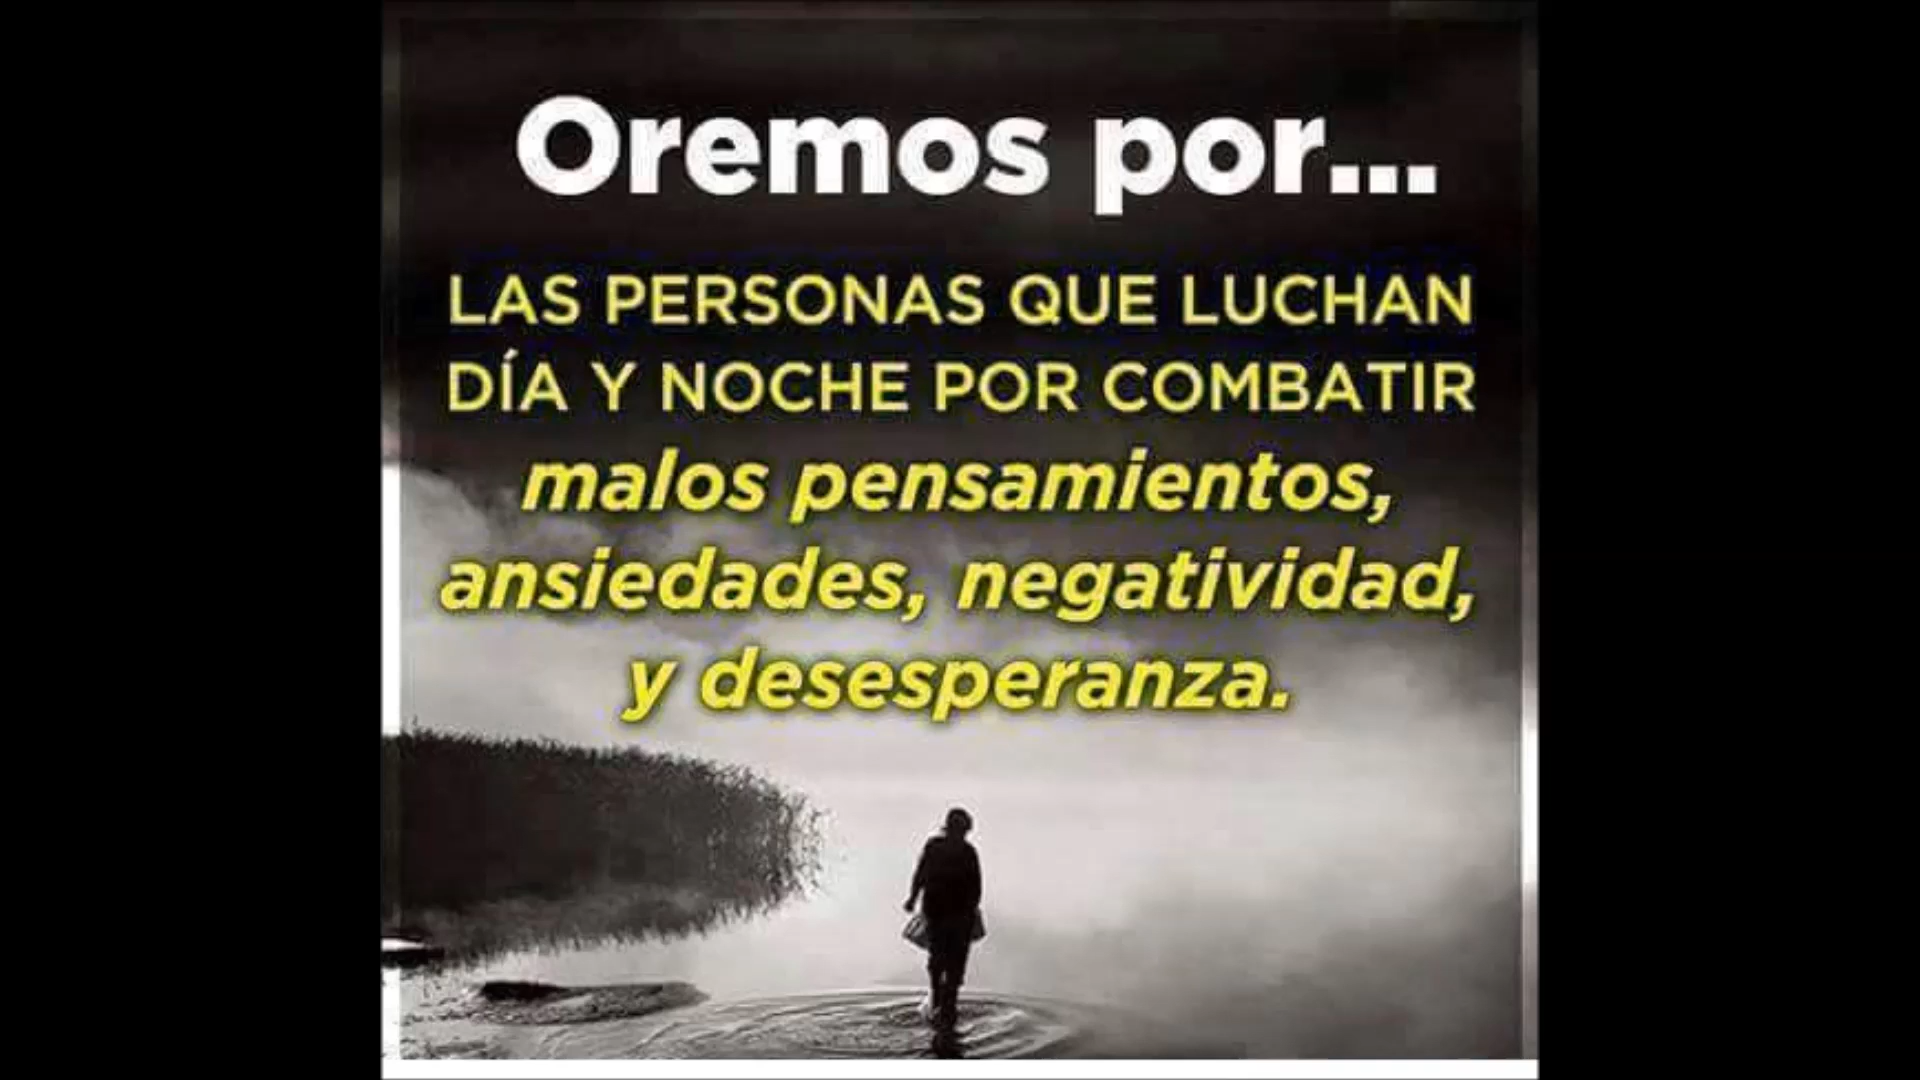 Oremos por...
LAS PERSONAS QUE LUCHAN
DÍA Y NOCHE POR COMBATIR
malos pensamientos,
ansiedades, negatividad,
y desesperanza.